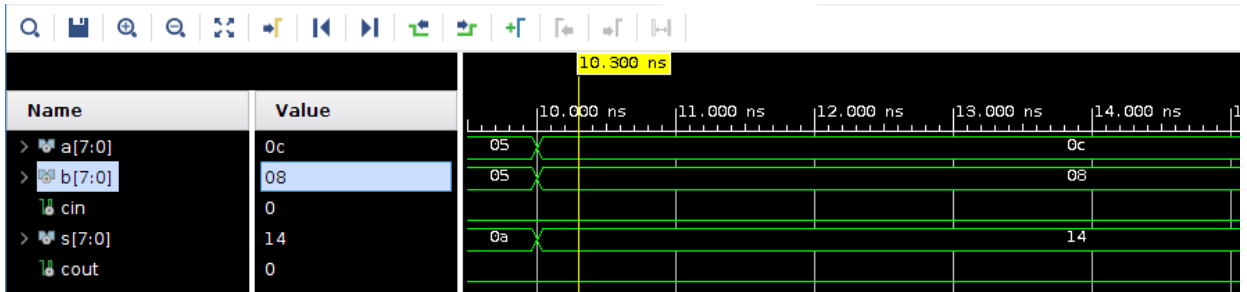 10.300 ns
Name Value
10.000 ns 11.000 ns 12.000 ns 13.000 ns 14.000 ns 1
a[7:0] 0c 05 0c
b[7:0] 08 05 08
cin 0
s[7:0] 14 0a 14
cout 0